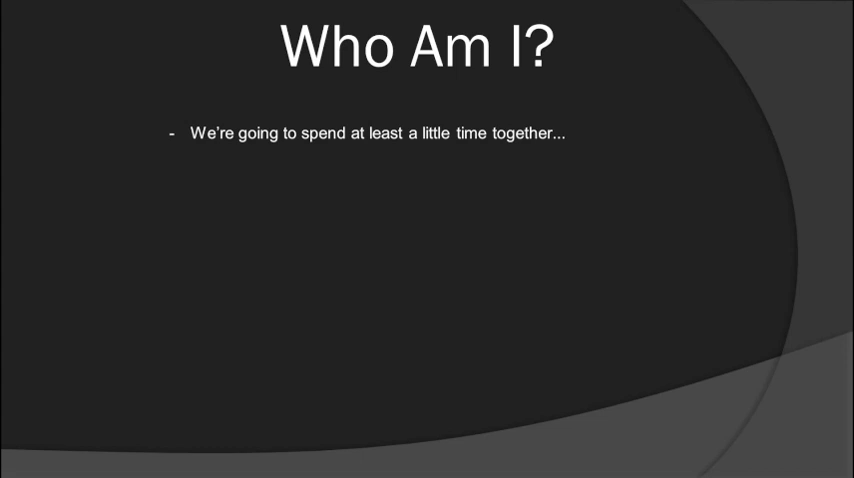 Who Am I?
- We're going to spend at least a little time together...